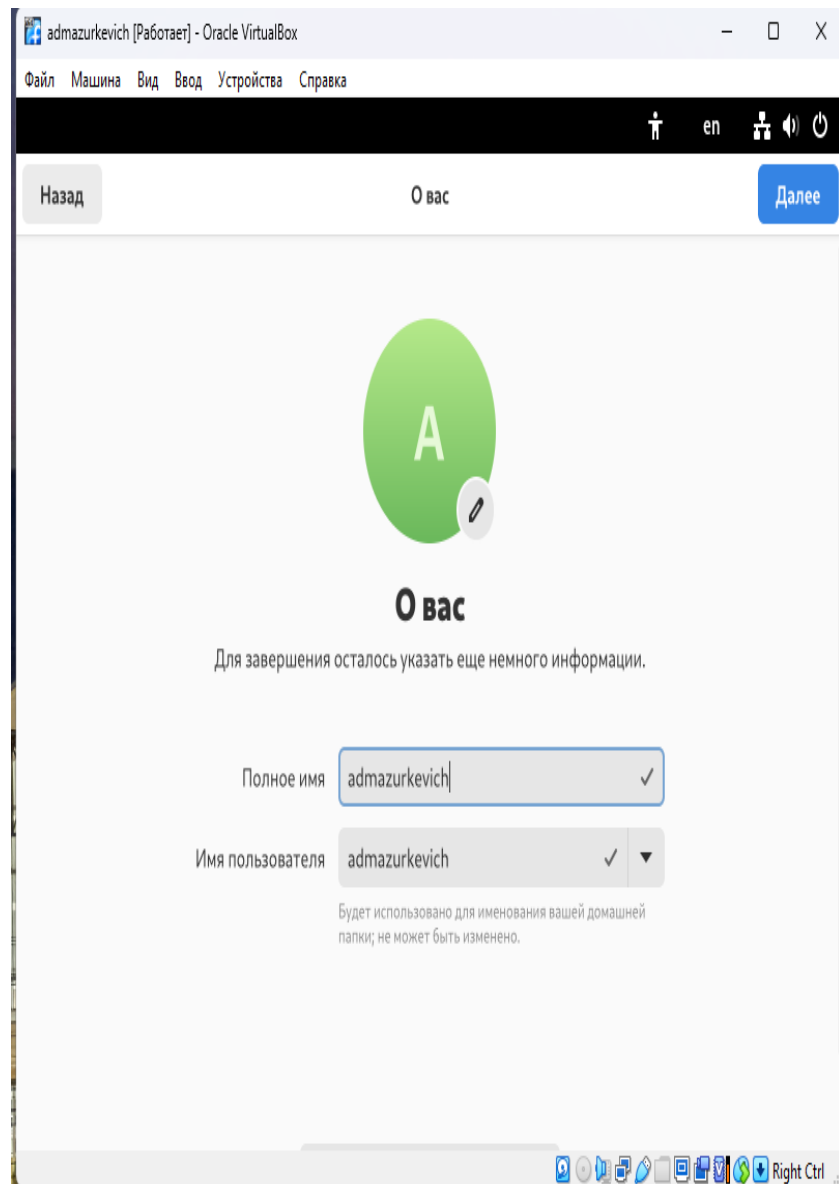 admazurkevich [Работает] - Oracle VirtualBox
Файл Машина Вид Ввод Устройства Справка
en
Назад О вас Далее
A
О вас
Для завершения осталось указать еще немного информации.
Полное имя admazurkevich
Имя пользователя admazurkevich
Будет использовано для именования вашей домашней
папки; не может быть изменено.
Right Ctrl